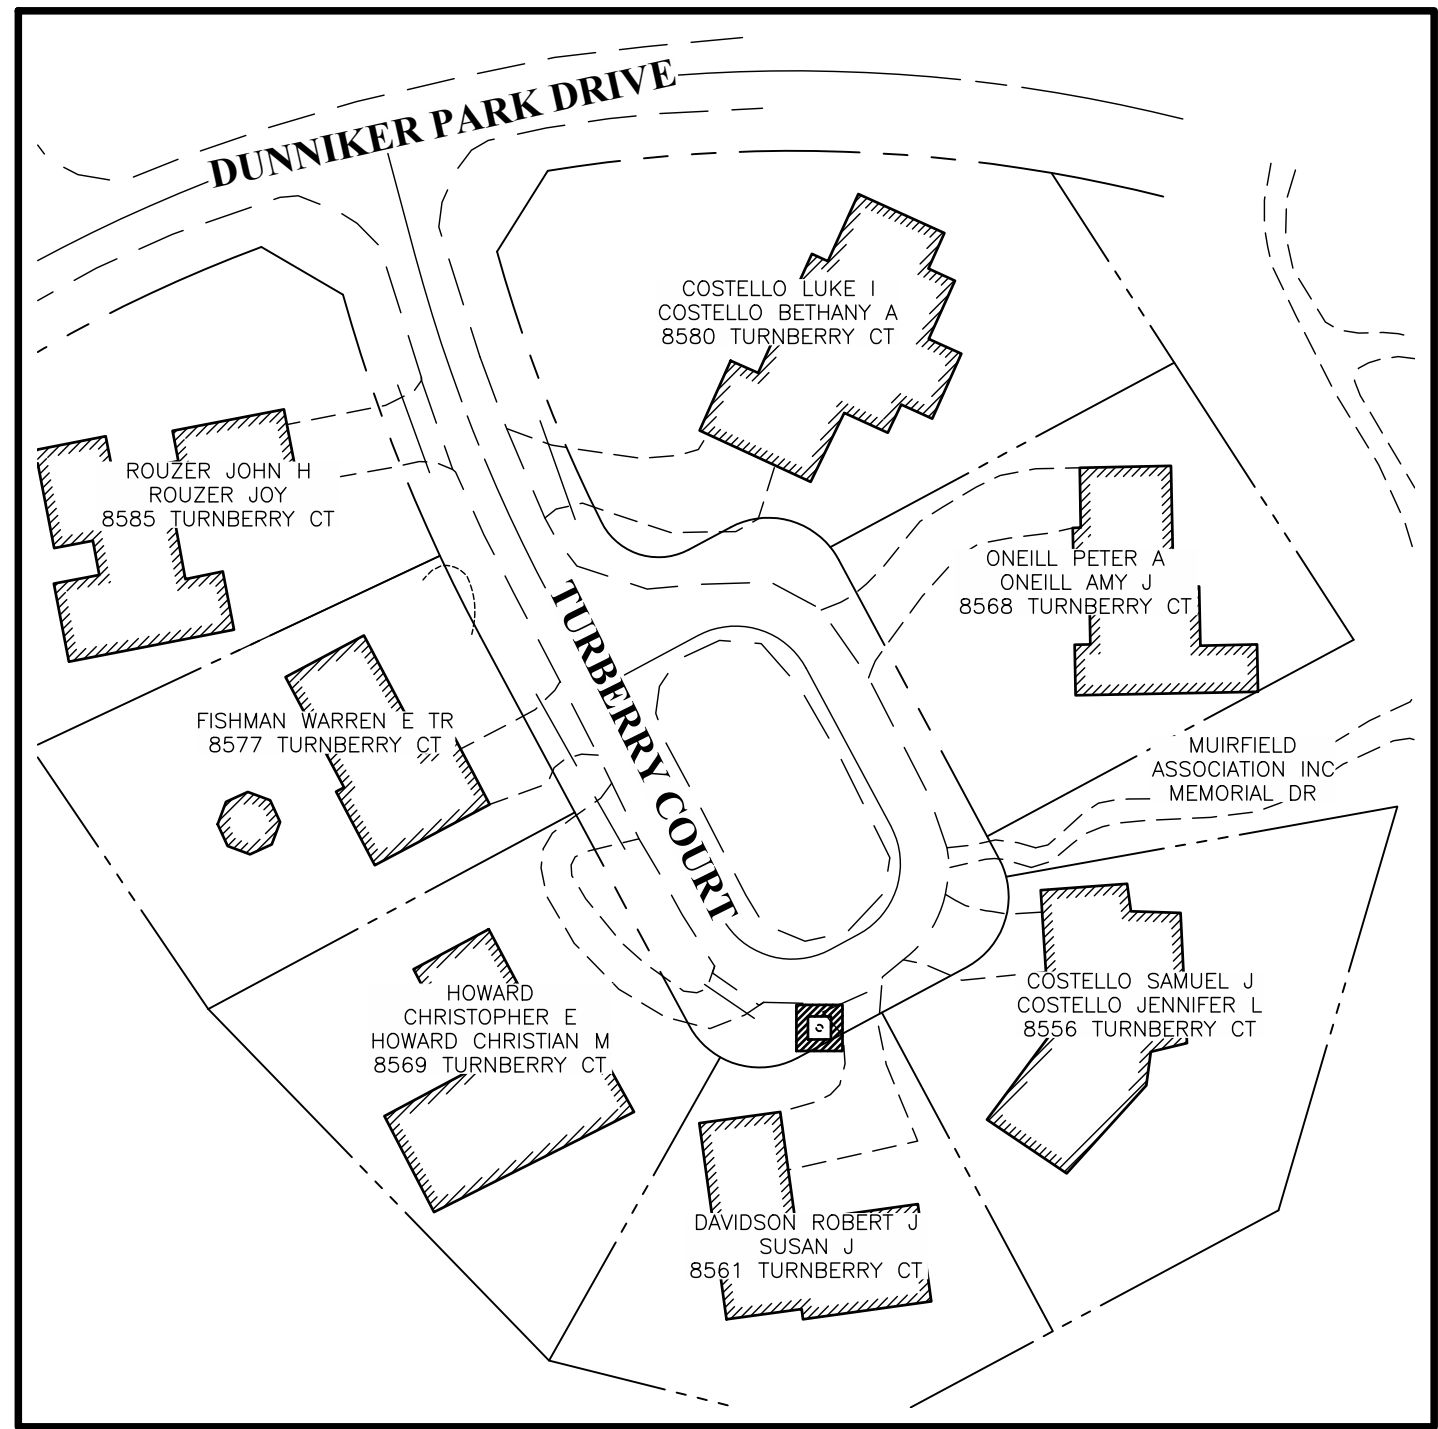 DUNNIKER PARK DRIVE
COSTELLO LUKE I
COSTELLO BETHANY A
8580 TURNBERRY CT
ROUZER JOHN H
ROUZER JOY
8585 TURNBERRY CT
ONEILL PETER A
ONEILL AMY J
8568 TURNBERRY CT
TURBERRY COURT
FISHMAN WARREN E TR
8577 TURNBERRY CT
MUIRFIELD
ASSOCIATION INC
MEMORIAL DR
HOWARD
CHRISTOPHER E
HOWARD CHRISTIAN M
8569 TURNBERRY CT
COSTELLO SAMUEL J
COSTELLO JENNIFER L
8556 TURNBERRY CT
DAVIDSON ROBERT J
SUSAN J
8561 TURNBERRY CT